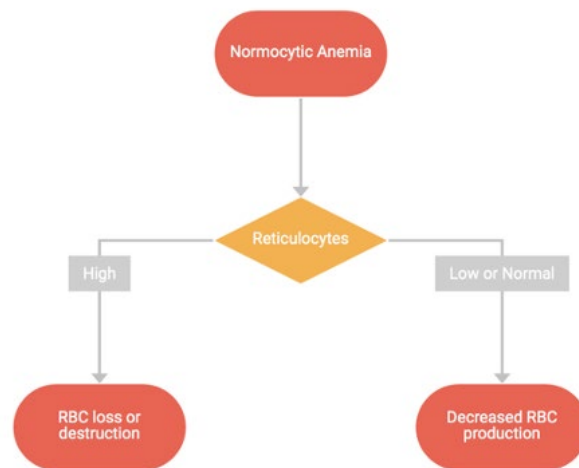 Normocytic Anemia
Reticulocytes
High
Low or Normal
RBC loss or
destruction
Decreased RBC
production